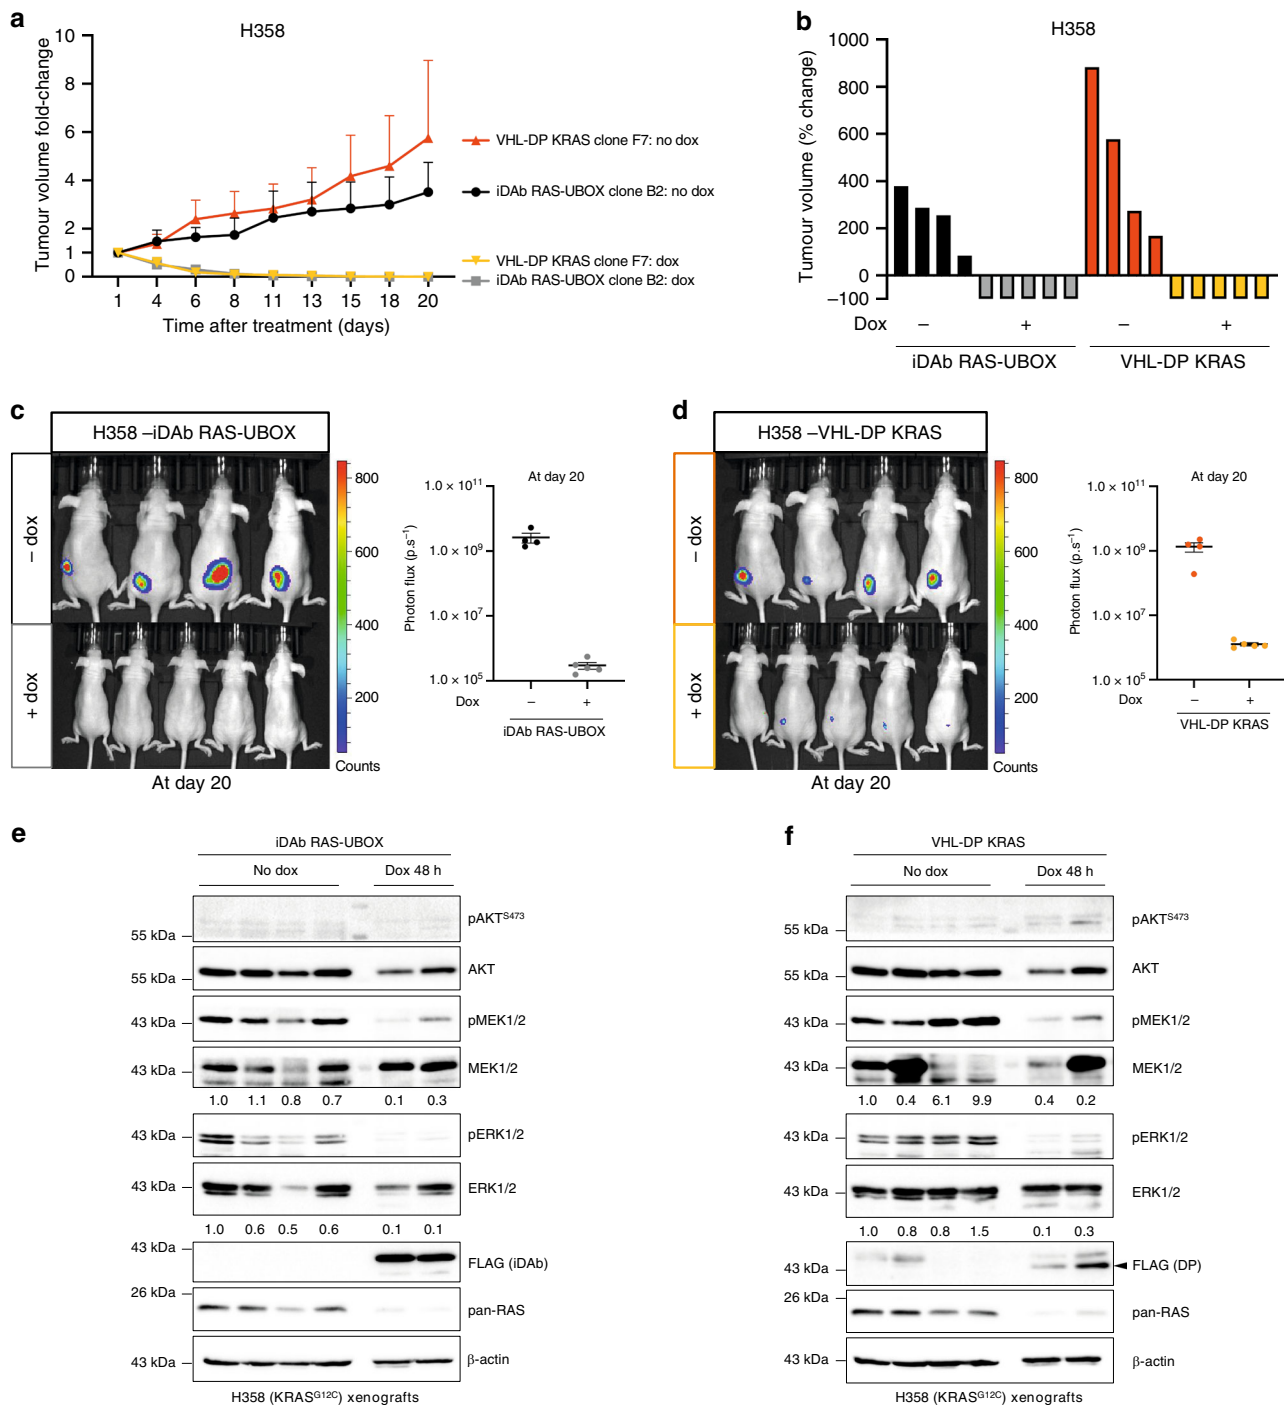 a
H358
Tumour volume fold-change
10
8
6
4
2
1
0
1 4 6 8 11 13 15 18 20
Time after treatment (days)
VHL-DP KRAS clone F7: no dox
iDAb RAS-UBOX clone B2: no dox
VHL-DP KRAS clone F7: dox
iDAb RAS-UBOX clone B2: dox
b
H358
Tumour volume (% change)
1000
800
600
400
200
0
−100
Dox − + − +
iDAb RAS-UBOX VHL-DP KRAS
c
H358 –iDAb RAS-UBOX
− dox
+ dox
800
600
400
200
Counts
At day 20
At day 20
Photon flux (p.s−1)
1.0 × 10¹¹
1.0 × 10⁹
1.0 × 10⁷
1.0 × 10⁵
Dox − +
iDAb RAS-UBOX
d
H358 –VHL-DP KRAS
− dox
+ dox
800
600
400
200
Counts
At day 20
At day 20
Photon flux (p.s−1)
1.0 × 10¹¹
1.0 × 10⁹
1.0 × 10⁷
1.0 × 10⁵
Dox − +
VHL-DP KRAS
e
iDAb RAS-UBOX
No dox Dox 48 h
55 kDa pAKTS473
55 kDa AKT
43 kDa pMEK1/2
43 kDa MEK1/2
1.0 1.1 0.8 0.7 0.1 0.3
43 kDa pERK1/2
43 kDa ERK1/2
1.0 0.6 0.5 0.6 0.1 0.1
43 kDa FLAG (iDAb)
26 kDa pan-RAS
43 kDa β-actin
H358 (KRASG12C) xenografts
f
VHL-DP KRAS
No dox Dox 48 h
55 kDa pAKTS473
55 kDa AKT
43 kDa pMEK1/2
43 kDa MEK1/2
1.0 0.4 6.1 9.9 0.4 0.2
43 kDa pERK1/2
43 kDa ERK1/2
1.0 0.8 0.8 1.5 0.1 0.3
43 kDa FLAG (DP)
26 kDa pan-RAS
43 kDa β-actin
H358 (KRASG12C) xenografts